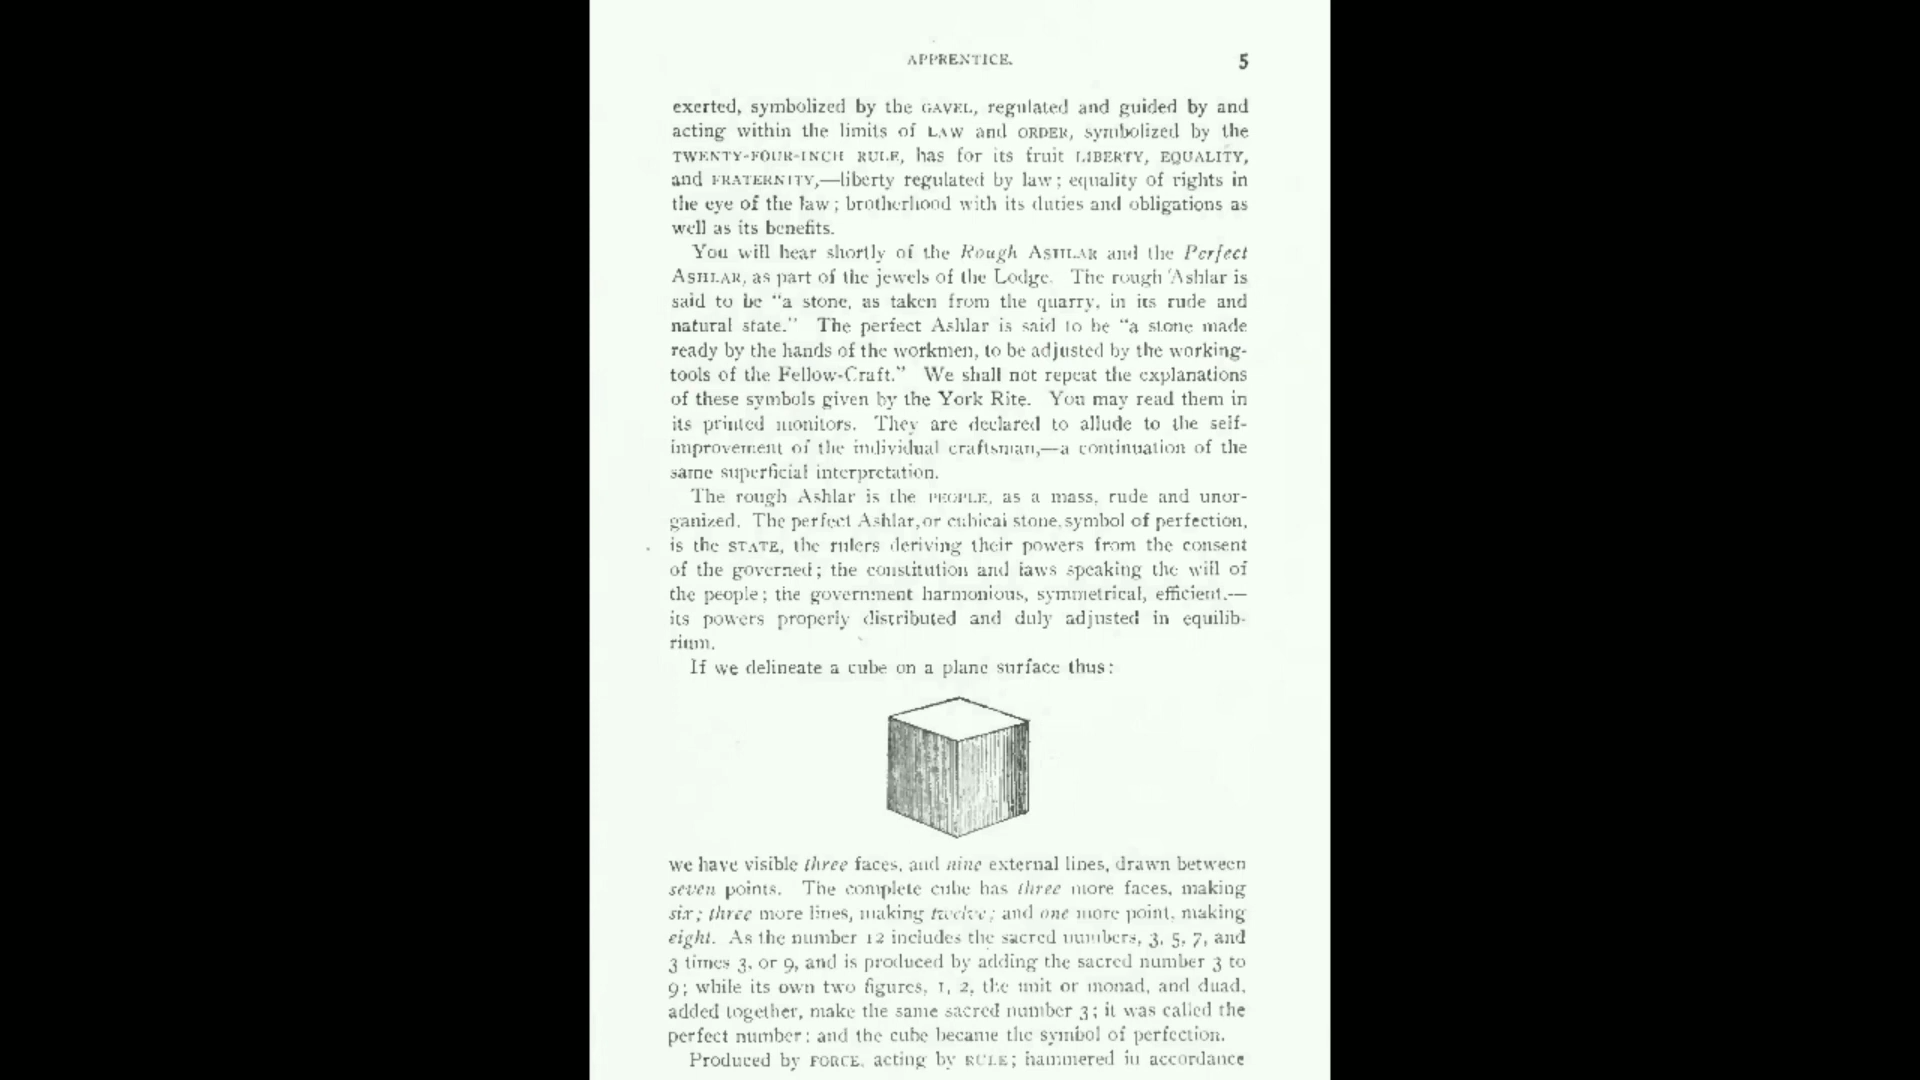 APPRENTICE. 5
exerted, symbolized by the GAVEL, regulated and guided by and
acting within the limits of LAW and ORDER, symbolized by the
TWENTY-FOUR-INCH RULE, has for its fruit LIBERTY, EQUALITY,
and FRATERNITY,—liberty regulated by law; equality of rights in
the eye of the law; brotherhood with its duties and obligations as
well as its benefits.
You will hear shortly of the Rough ASHLAR and the Perfect
ASHLAR, as part of the jewels of the Lodge. The rough Ashlar is
said to be "a stone, as taken from the quarry, in its rude and
natural state." The perfect Ashlar is said to be "a stone made
ready by the hands of the workmen, to be adjusted by the working-
tools of the Fellow-Craft." We shall not repeat the explanations
of these symbols given by the York Rite. You may read them in
its printed monitors. They are declared to allude to the self-
improvement of the individual craftsman,—a continuation of the
same superficial interpretation.
The rough Ashlar is the PEOPLE, as a mass, rude and unor-
ganized. The perfect Ashlar, or cubical stone, symbol of perfection,
is the STATE, the rulers deriving their powers from the consent
of the governed; the constitution and laws speaking the will of
the people; the government harmonious, symmetrical, efficient,—
its powers properly distributed and duly adjusted in equilib-
rium.
If we delineate a cube on a plane surface thus:
we have visible three faces, and nine external lines, drawn between
seven points. The complete cube has three more faces, making
six; three more lines, making twelve; and one more point, making
eight. As the number 12 includes the sacred numbers, 3, 5, 7, and
3 times 3, or 9, and is produced by adding the sacred number 3 to
9; while its own two figures, 1, 2, the unit or monad, and duad,
added together, make the same sacred number 3; it was called the
perfect number: and the cube became the symbol of perfection.
Produced by FORCE, acting by RULE; hammered in accordance